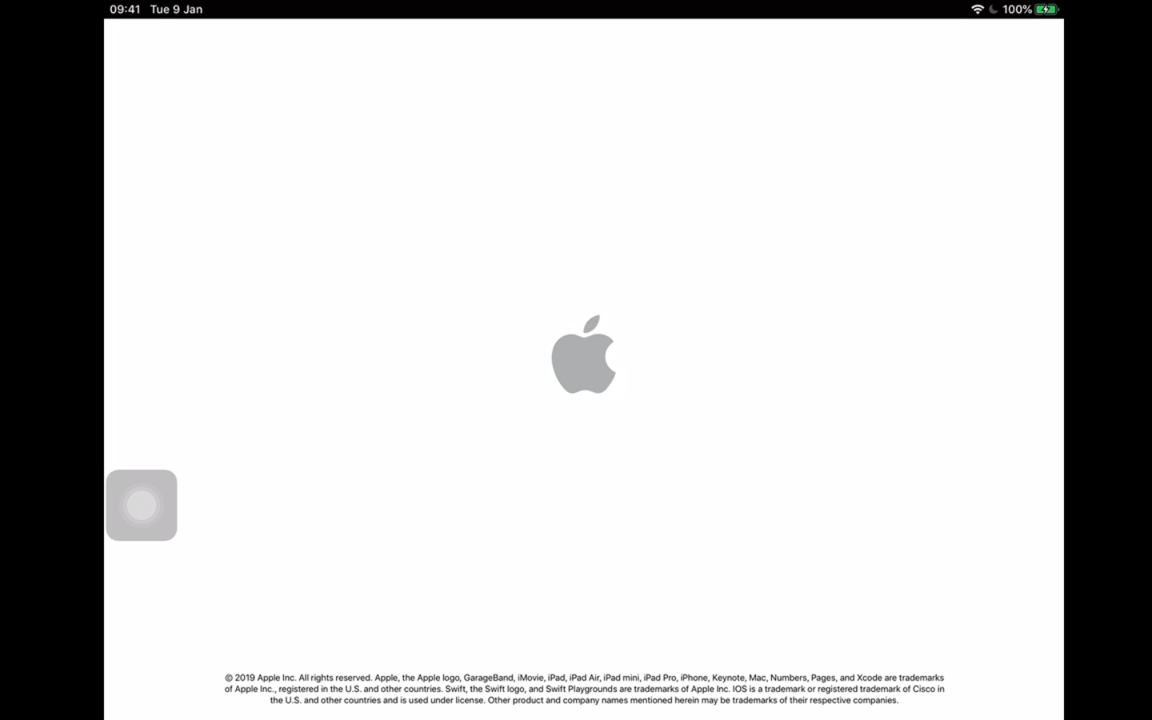 09:41 Tue 9 Jan 100%
© 2019 Apple Inc. All rights reserved. Apple, the Apple logo, GarageBand, iMovie, iPad, iPad Air, iPad mini, iPad Pro, iPhone, Keynote, Mac, Numbers, Pages, and Xcode are trademarks
of Apple Inc., registered in the U.S. and other countries. Swift, the Swift logo, and Swift Playgrounds are trademarks of Apple Inc. IOS is a trademark or registered trademark of Cisco in
the U.S. and other countries and is used under license. Other product and company names mentioned herein may be trademarks of their respective companies.